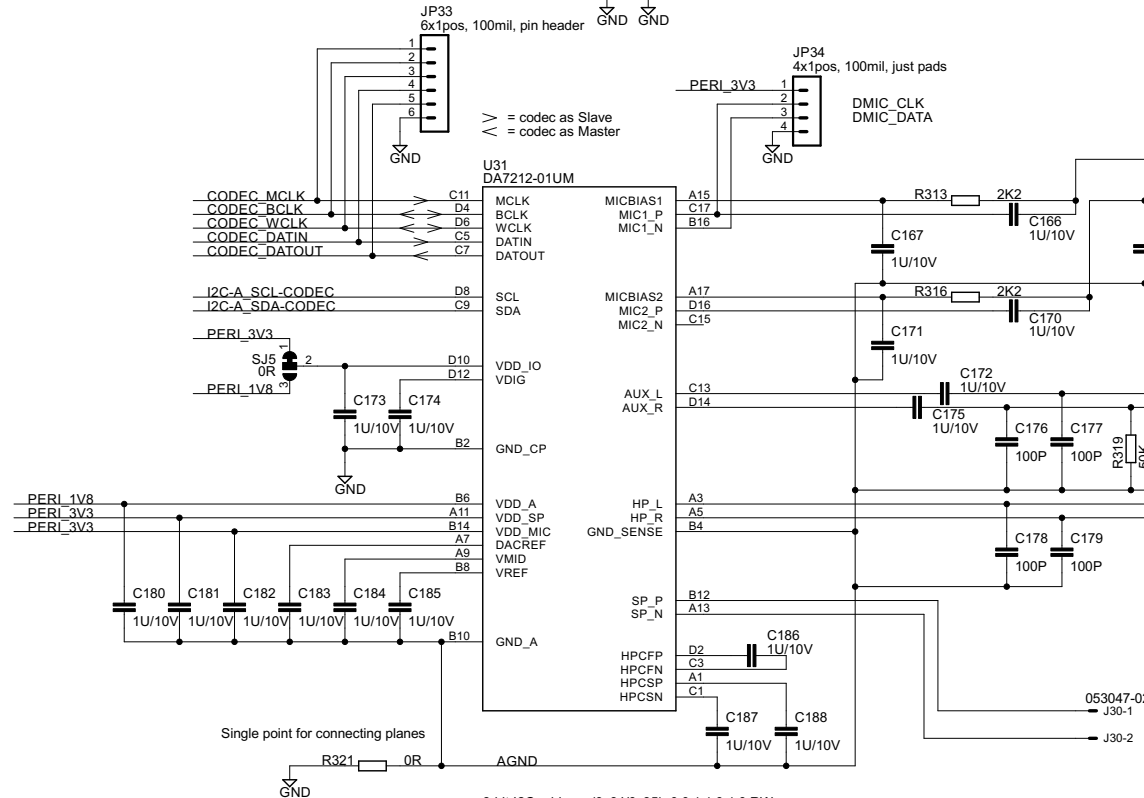 GND GND
JP33
6x1pos, 100mil, pin header
1
2
3
4
5
6
GND
> = codec as Slave
< = codec as Master
JP34
4x1pos, 100mil, just pads
PERI_3V3
1
2
3
4
DMIC_CLK
DMIC_DATA
GND
U31
DA7212-01UM
CODEC_MCLK > C11 MCLK
CODEC_BCLK < > D4 BCLK
CODEC_WCLK < > D6 WCLK
CODEC_DATIN > C5 DATIN
CODEC_DATOUT < C7 DATOUT
I2C-A_SCL-CODEC D8 SCL
I2C-A_SDA-CODEC C9 SDA
PERI_3V3
1
SJ5
0R
2
3
PERI_1V8
D10 VDD_IO
D12 VDIG
C173
1U/10V
C174
1U/10V
B2 GND_CP
GND
PERI_1V8 B6 VDD_A
PERI_3V3 A11 VDD_SP
PERI_3V3 B14 VDD_MIC
A7 DACREF
A9 VMID
B8 VREF
C180
1U/10V
C181
1U/10V
C182
1U/10V
C183
1U/10V
C184
1U/10V
C185
1U/10V
B10 GND_A
MICBIAS1 A15
MIC1_P C17
MIC1_N B16
R313 2K2
C166
1U/10V
C167
1U/10V
MICBIAS2 A17
MIC2_P D16
MIC2_N C15
R316 2K2
C170
1U/10V
C171
1U/10V
AUX_L C13
AUX_R D14
C172
1U/10V
C175
1U/10V
C176
100P
C177
100P
R319
50K
HP_L A3
HP_R A5
GND_SENSE B4
C178
100P
C179
100P
SP_P B12
SP_N A13
HPCFP D2
HPCFN C3
HPCSP A1
HPCSN C1
C186
1U/10V
C187
1U/10V
C188
1U/10V
053047-02
J30-1
J30-2
Single point for connecting planes
R321 0R AGND
GND